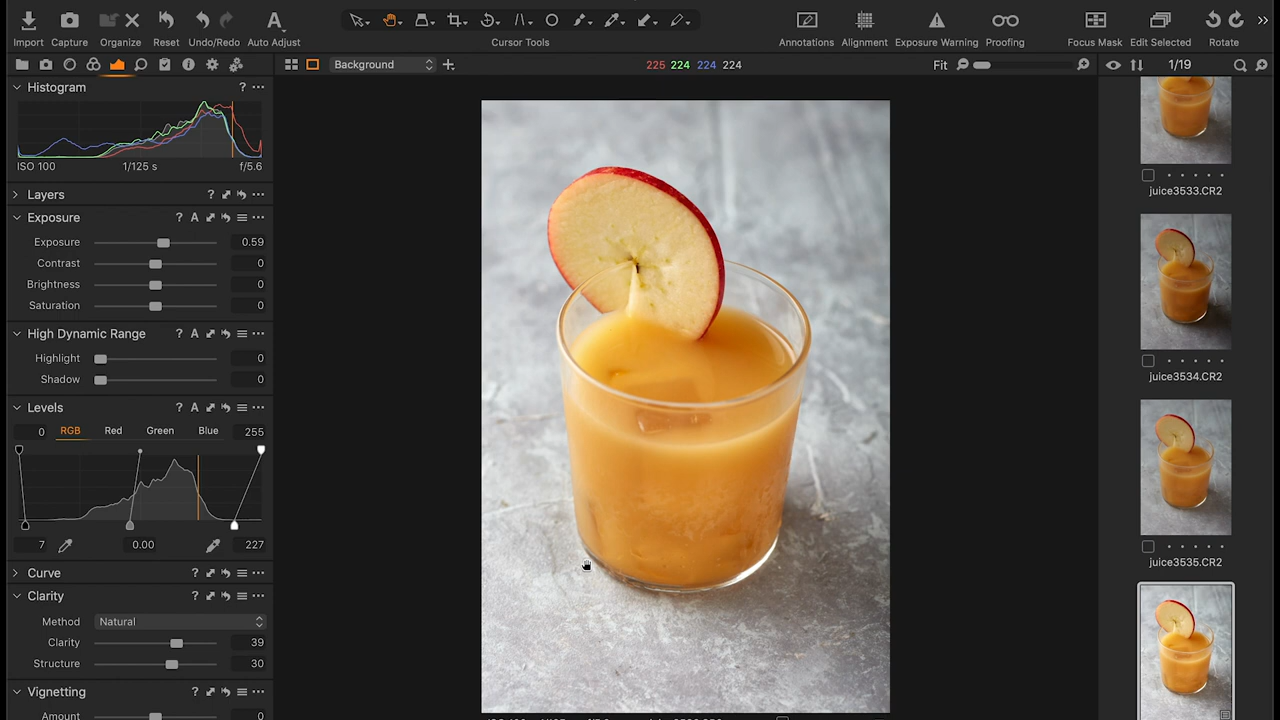 Import Capture Organize Reset Undo/Redo Auto Adjust Cursor Tools Annotations Alignment Exposure Warning Proofing Focus Mask Edit Selected Rotate
Background 225 224 224 224 Fit 1/19
Histogram
ISO 100 1/125 s f/5.6
Layers
Exposure
Exposure 0.59
Contrast 0
Brightness 0
Saturation 0
High Dynamic Range
Highlight 0
Shadow 0
Levels
0 RGB Red Green Blue 255
7 0.00 227
Curve
Clarity
Method Natural
Clarity 39
Structure 30
Vignetting
Amount 0
juice3533.CR2
juice3534.CR2
juice3535.CR2